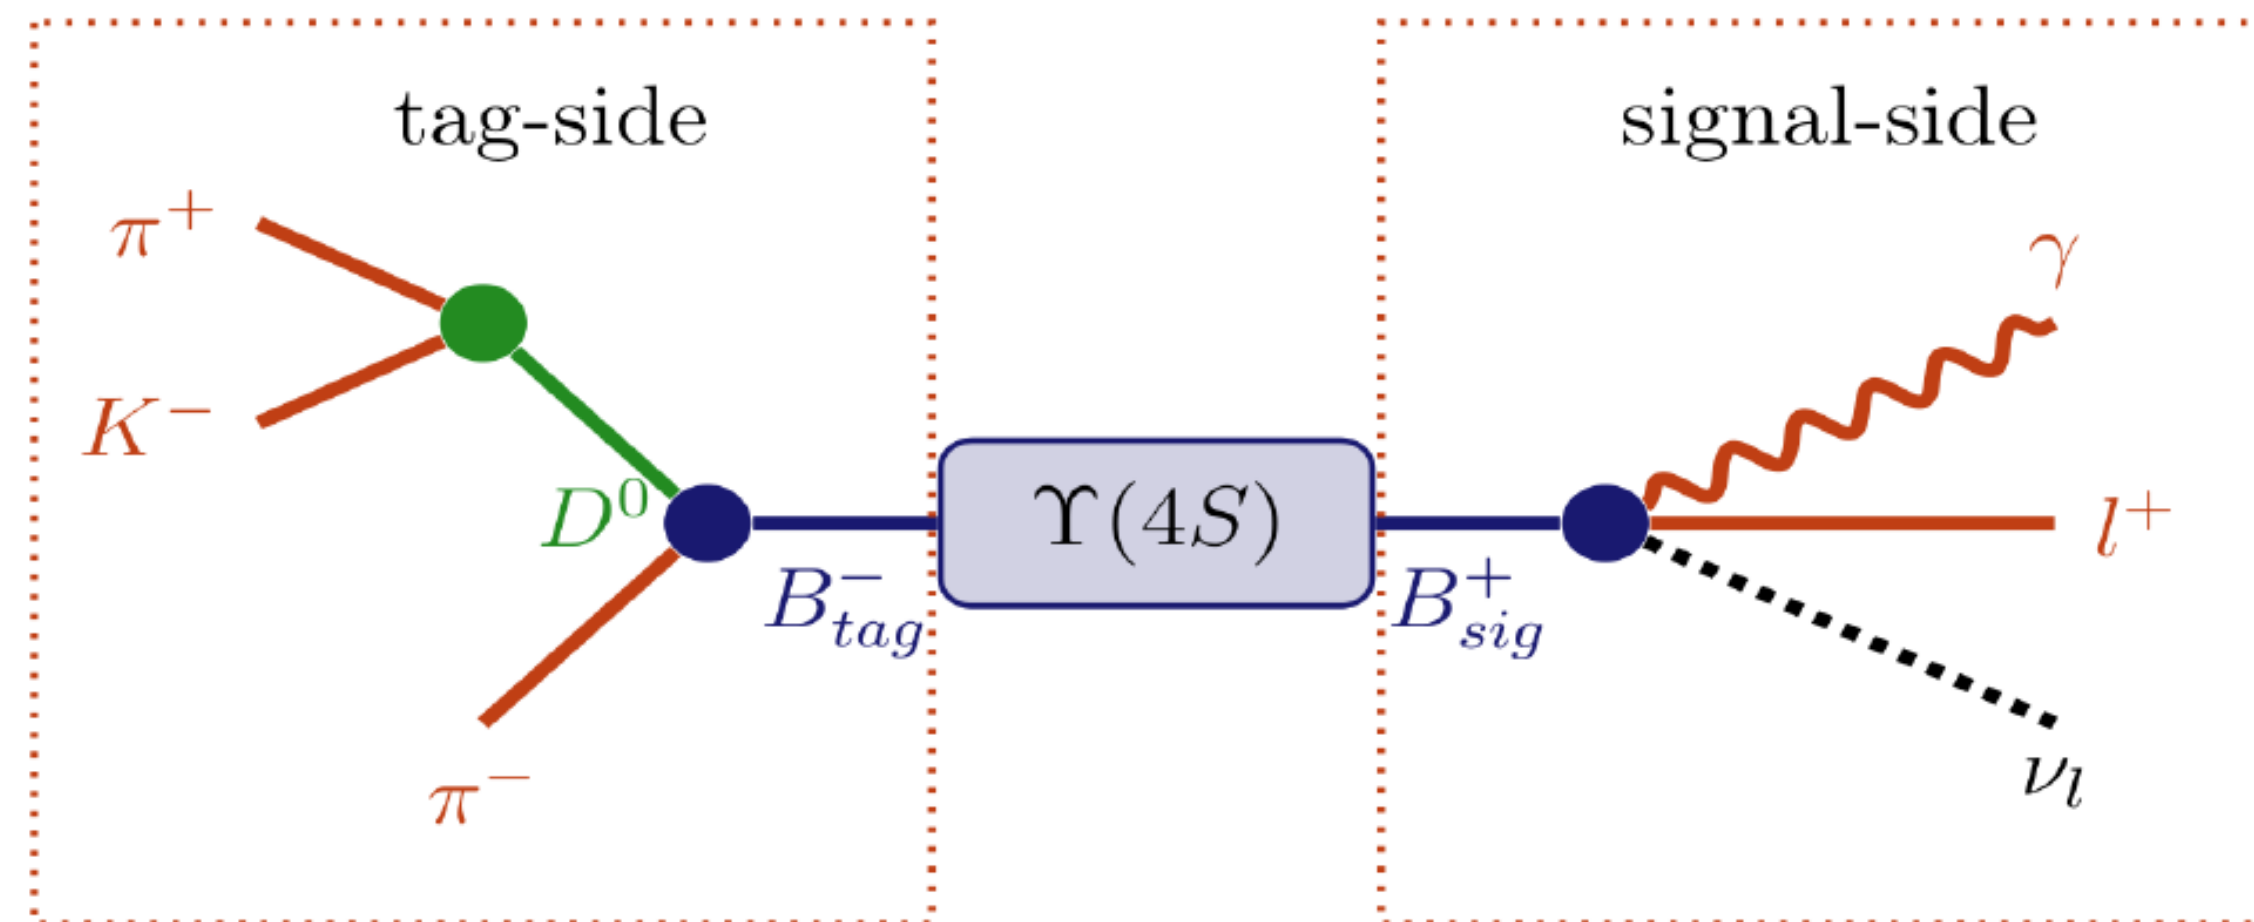 tag-side
signal-side
π⁺
γ
K⁻
D⁰
Υ(4S)
l⁺
B⁻tag
B⁺sig
π⁻
νl